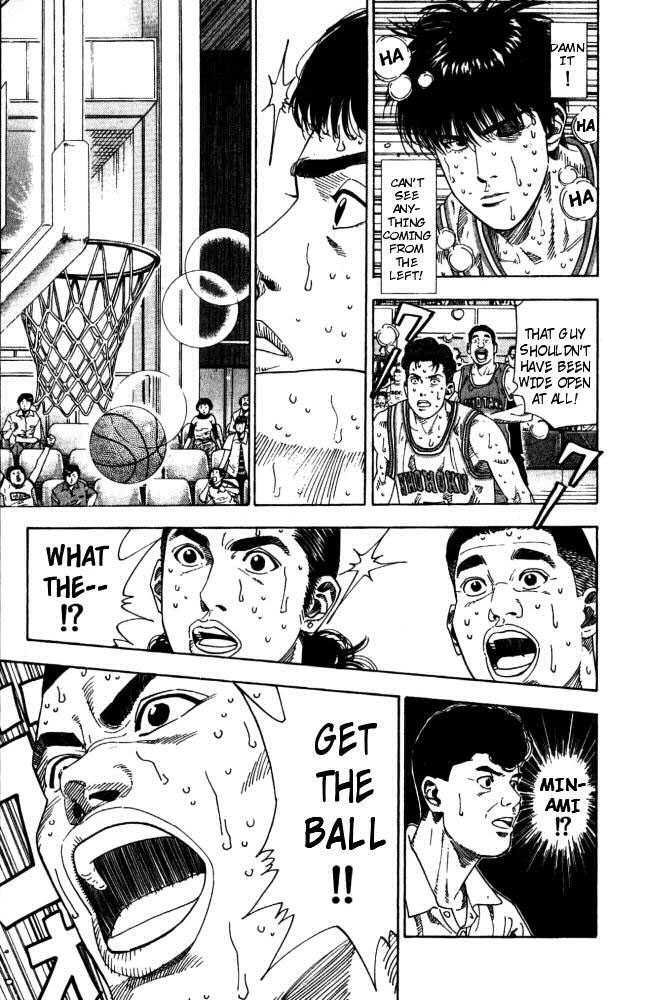 DAMN
IT
!
HA
HA
HA
CAN'T
SEE
ANY-
THING
COMING
FROM
THE
LEFT!
THAT GUY
SHOULDN'T
HAVE BEEN
WIDE OPEN
AT ALL!
SHOHOKU
WHAT
THE--
!?
MIN-
AMI
!?
GET
THE
BALL
!!